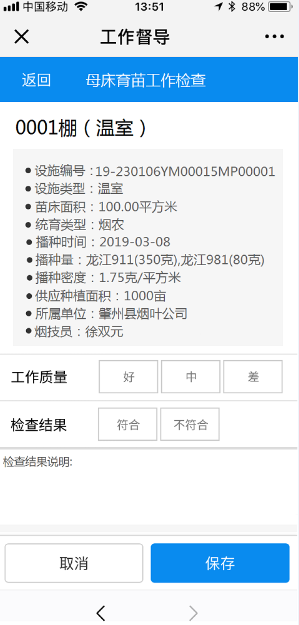 中国移动 13:51 88%
工作督导
返回 母床育苗工作检查
0001棚（温室）
设施编号：19-230106YM00015MP00001
设施类型：温室
苗床面积：100.00平方米
统育类型：烟农
播种时间：2019-03-08
播种量：龙江911(350克),龙江981(80克)
播种密度：1.75克/平方米
供应种植面积：1000亩
所属单位：肇州县烟叶公司
烟技员：徐双元
工作质量 好 中 差
检查结果 符合 不符合
检查结果说明:
取消 保存